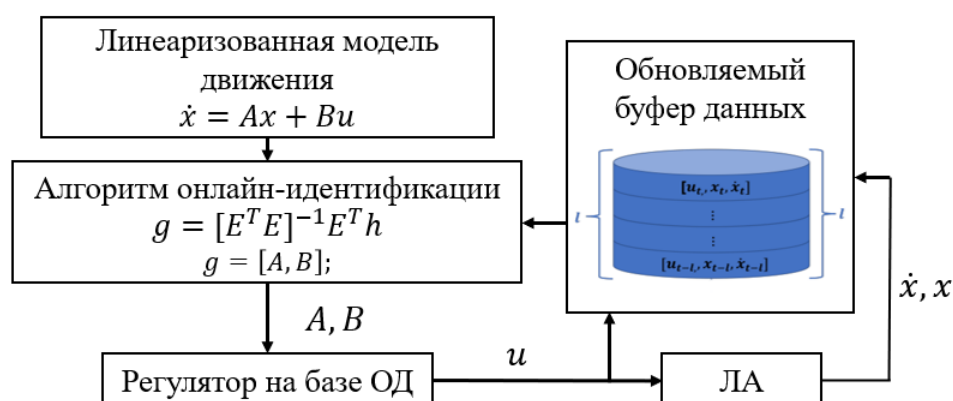 Линеаризованная модель
движения
ẋ = Ax + Bu
Алгоритм онлайн-идентификации
g = [EᵀE]⁻¹Eᵀh
g = [A, B];
A, B
Регулятор на базе ОД
u
ЛА
Обновляемый
буфер данных
[uₜ, xₜ, ẋₜ]
⋮
⋮
[uₜ₋ₗ, xₜ₋ₗ, ẋₜ₋ₗ]
l
l
ẋ, x